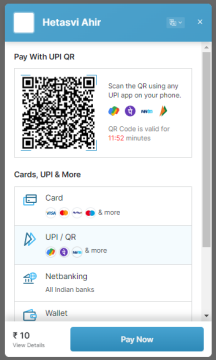 Hetasvi Ahir
Pay With UPI QR
Scan the QR using any
UPI app on your phone.
QR Code is valid for
11:52 minutes
Cards, UPI & More
Card
VISA & more
UPI / QR
& more
Netbanking
All Indian banks
Wallet
₹ 10
View Details
Pay Now